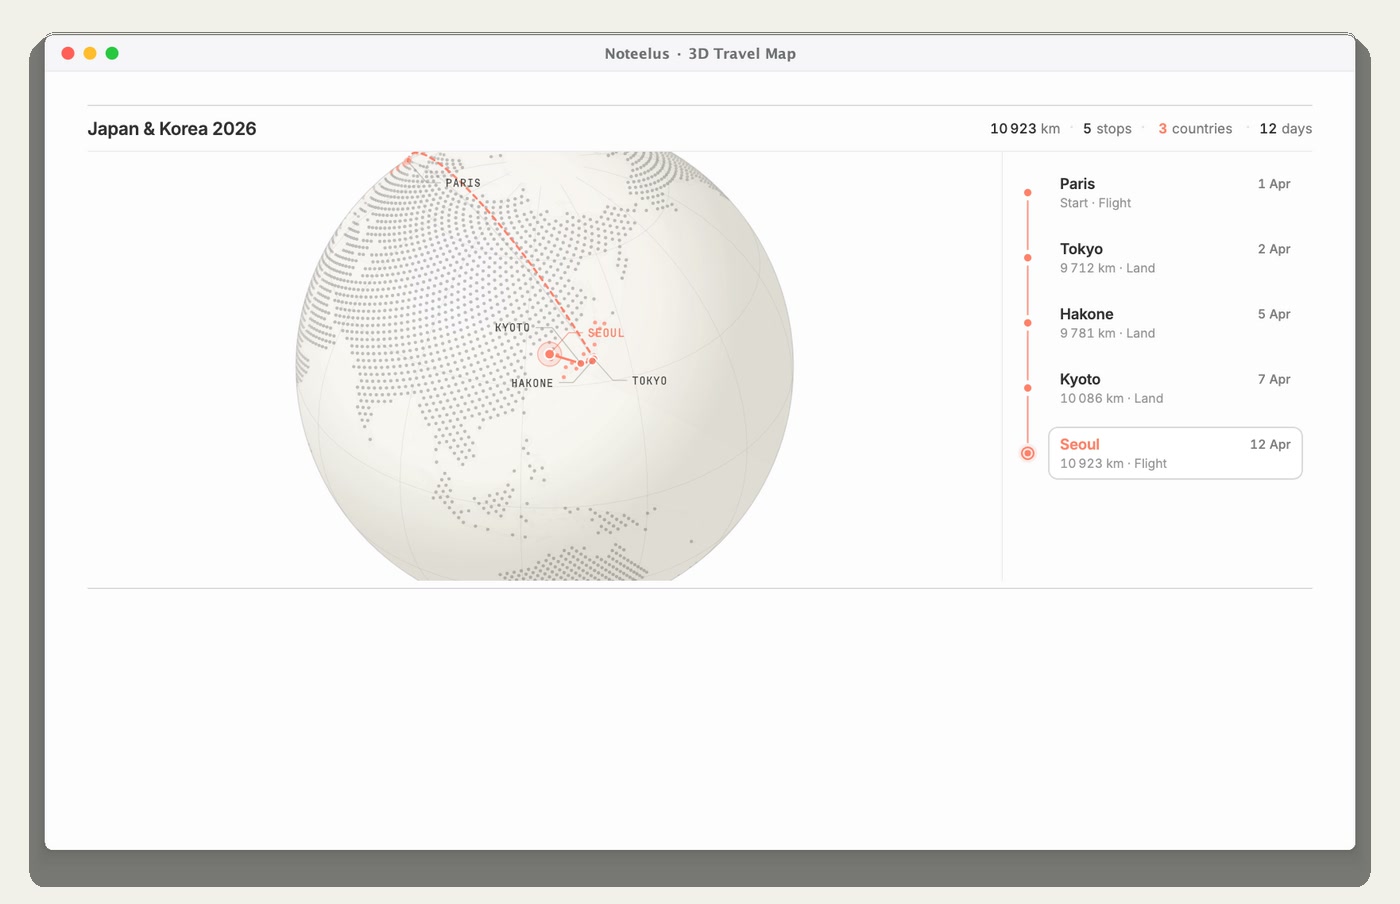 Noteelus · 3D Travel Map
Japan & Korea 2026
10 923 km · 5 stops · 3 countries · 12 days
PARIS
KYOTO
SEOUL
HAKONE
TOKYO
Paris 1 Apr
Start · Flight
Tokyo 2 Apr
9 712 km · Land
Hakone 5 Apr
9 781 km · Land
Kyoto 7 Apr
10 086 km · Land
Seoul 12 Apr
10 923 km · Flight